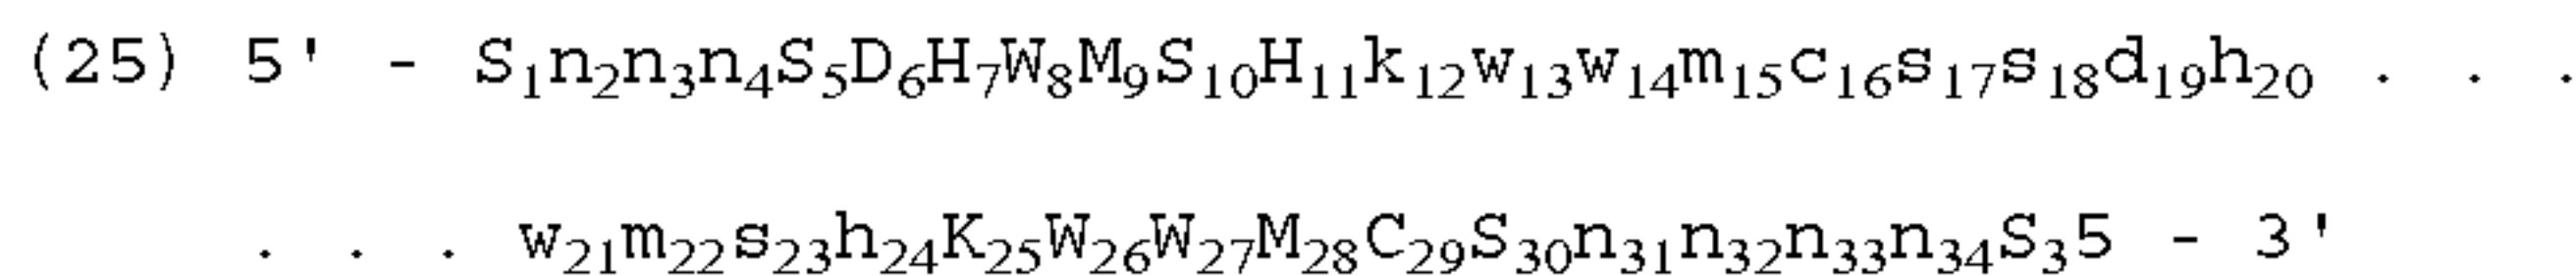 (25) 5' - S₁n₂n₃n₄S₅D₆H₇W₈M₉S₁₀H₁₁k₁₂w₁₃w₁₄m₁₅c₁₆s₁₇s₁₈d₁₉h₂₀ . . .
. . . w₂₁m₂₂s₂₃h₂₄K₂₅W₂₆W₂₇M₂₈C₂₉S₃₀n₃₁n₃₂n₃₃n₃₄S₃5 - 3'